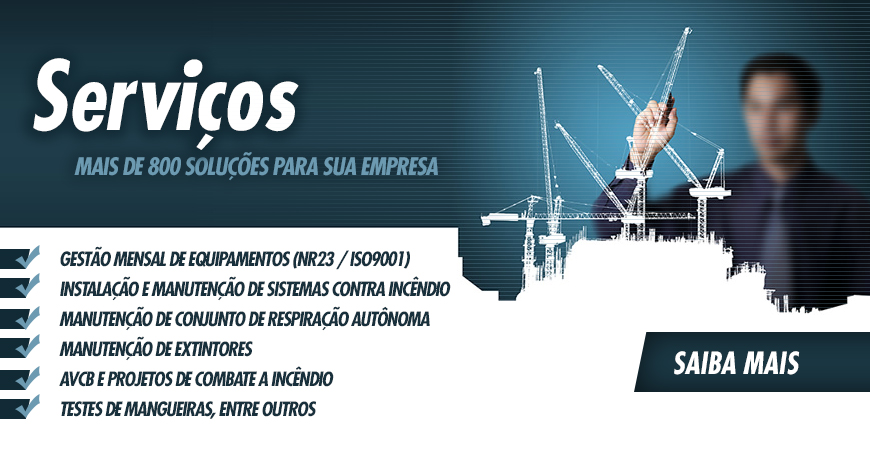 Serviços
MAIS DE 800 SOLUÇÕES PARA SUA EMPRESA
GESTÃO MENSAL DE EQUIPAMENTOS (NR23 / ISO9001)
INSTALAÇÃO E MANUTENÇÃO DE SISTEMAS CONTRA INCÊNDIO
MANUTENÇÃO DE CONJUNTO DE RESPIRAÇÃO AUTÔNOMA
MANUTENÇÃO DE EXTINTORES
AVCB E PROJETOS DE COMBATE A INCÊNDIO
TESTES DE MANGUEIRAS, ENTRE OUTROS
SAIBA MAIS